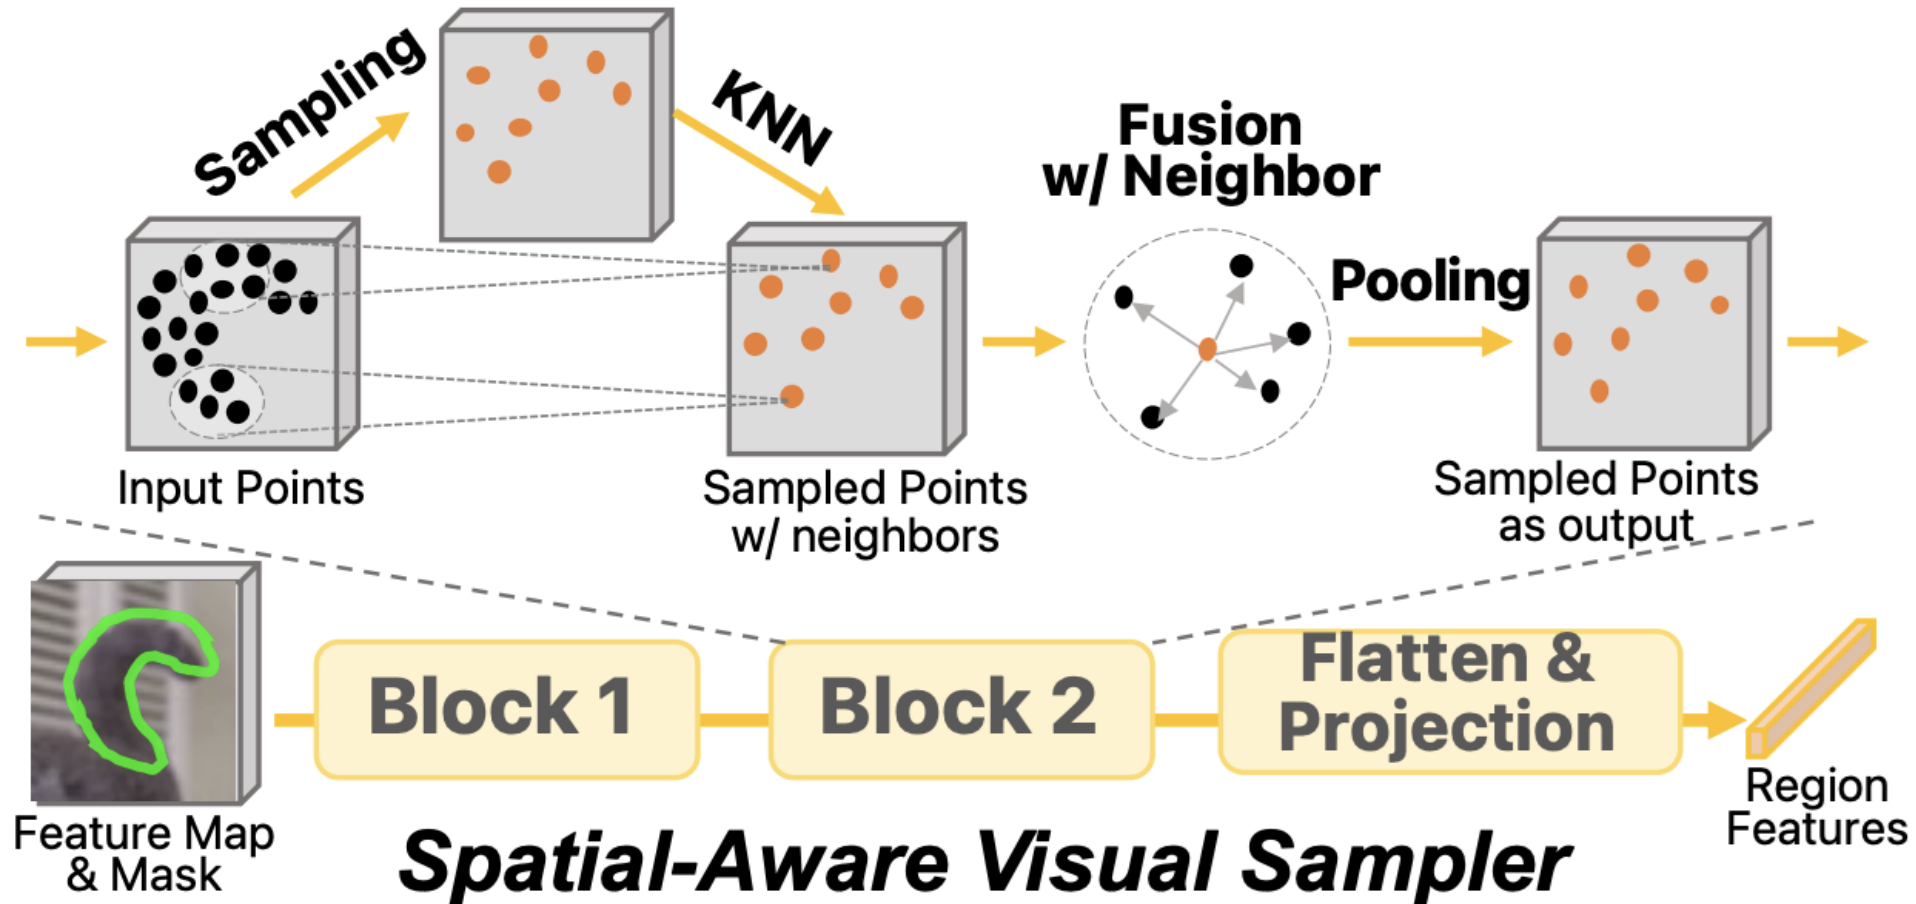 Sampling
KNN
Fusion
w/ Neighbor
Pooling
Input Points
Sampled Points
w/ neighbors
Sampled Points
as output
Block 1
Block 2
Flatten &
Projection
Feature Map
& Mask
Region
Features
Spatial-Aware Visual Sampler